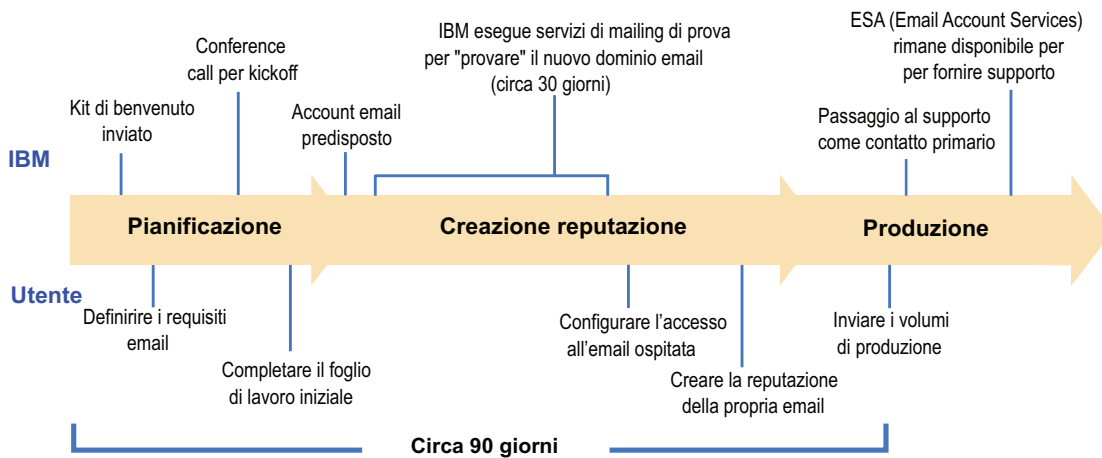 ESA (Email Account Services)
rimane disponibile per
per fornire supporto
IBM esegue servizi di mailing di prova
per "provare" il nuovo dominio email
(circa 30 giorni)
Conference
call per kickoff
Kit di benvenuto
inviato
Account email
predisposto
Passaggio al supporto
come contatto primario
IBM
Pianificazione
Creazione reputazione
Produzione
Utente
Definirire i requisiti
email
Completare il foglio
di lavoro iniziale
Configurare l'accesso
all'email ospitata
Creare la reputazione
della propria email
Inviare i volumi
di produzione
Circa 90 giorni